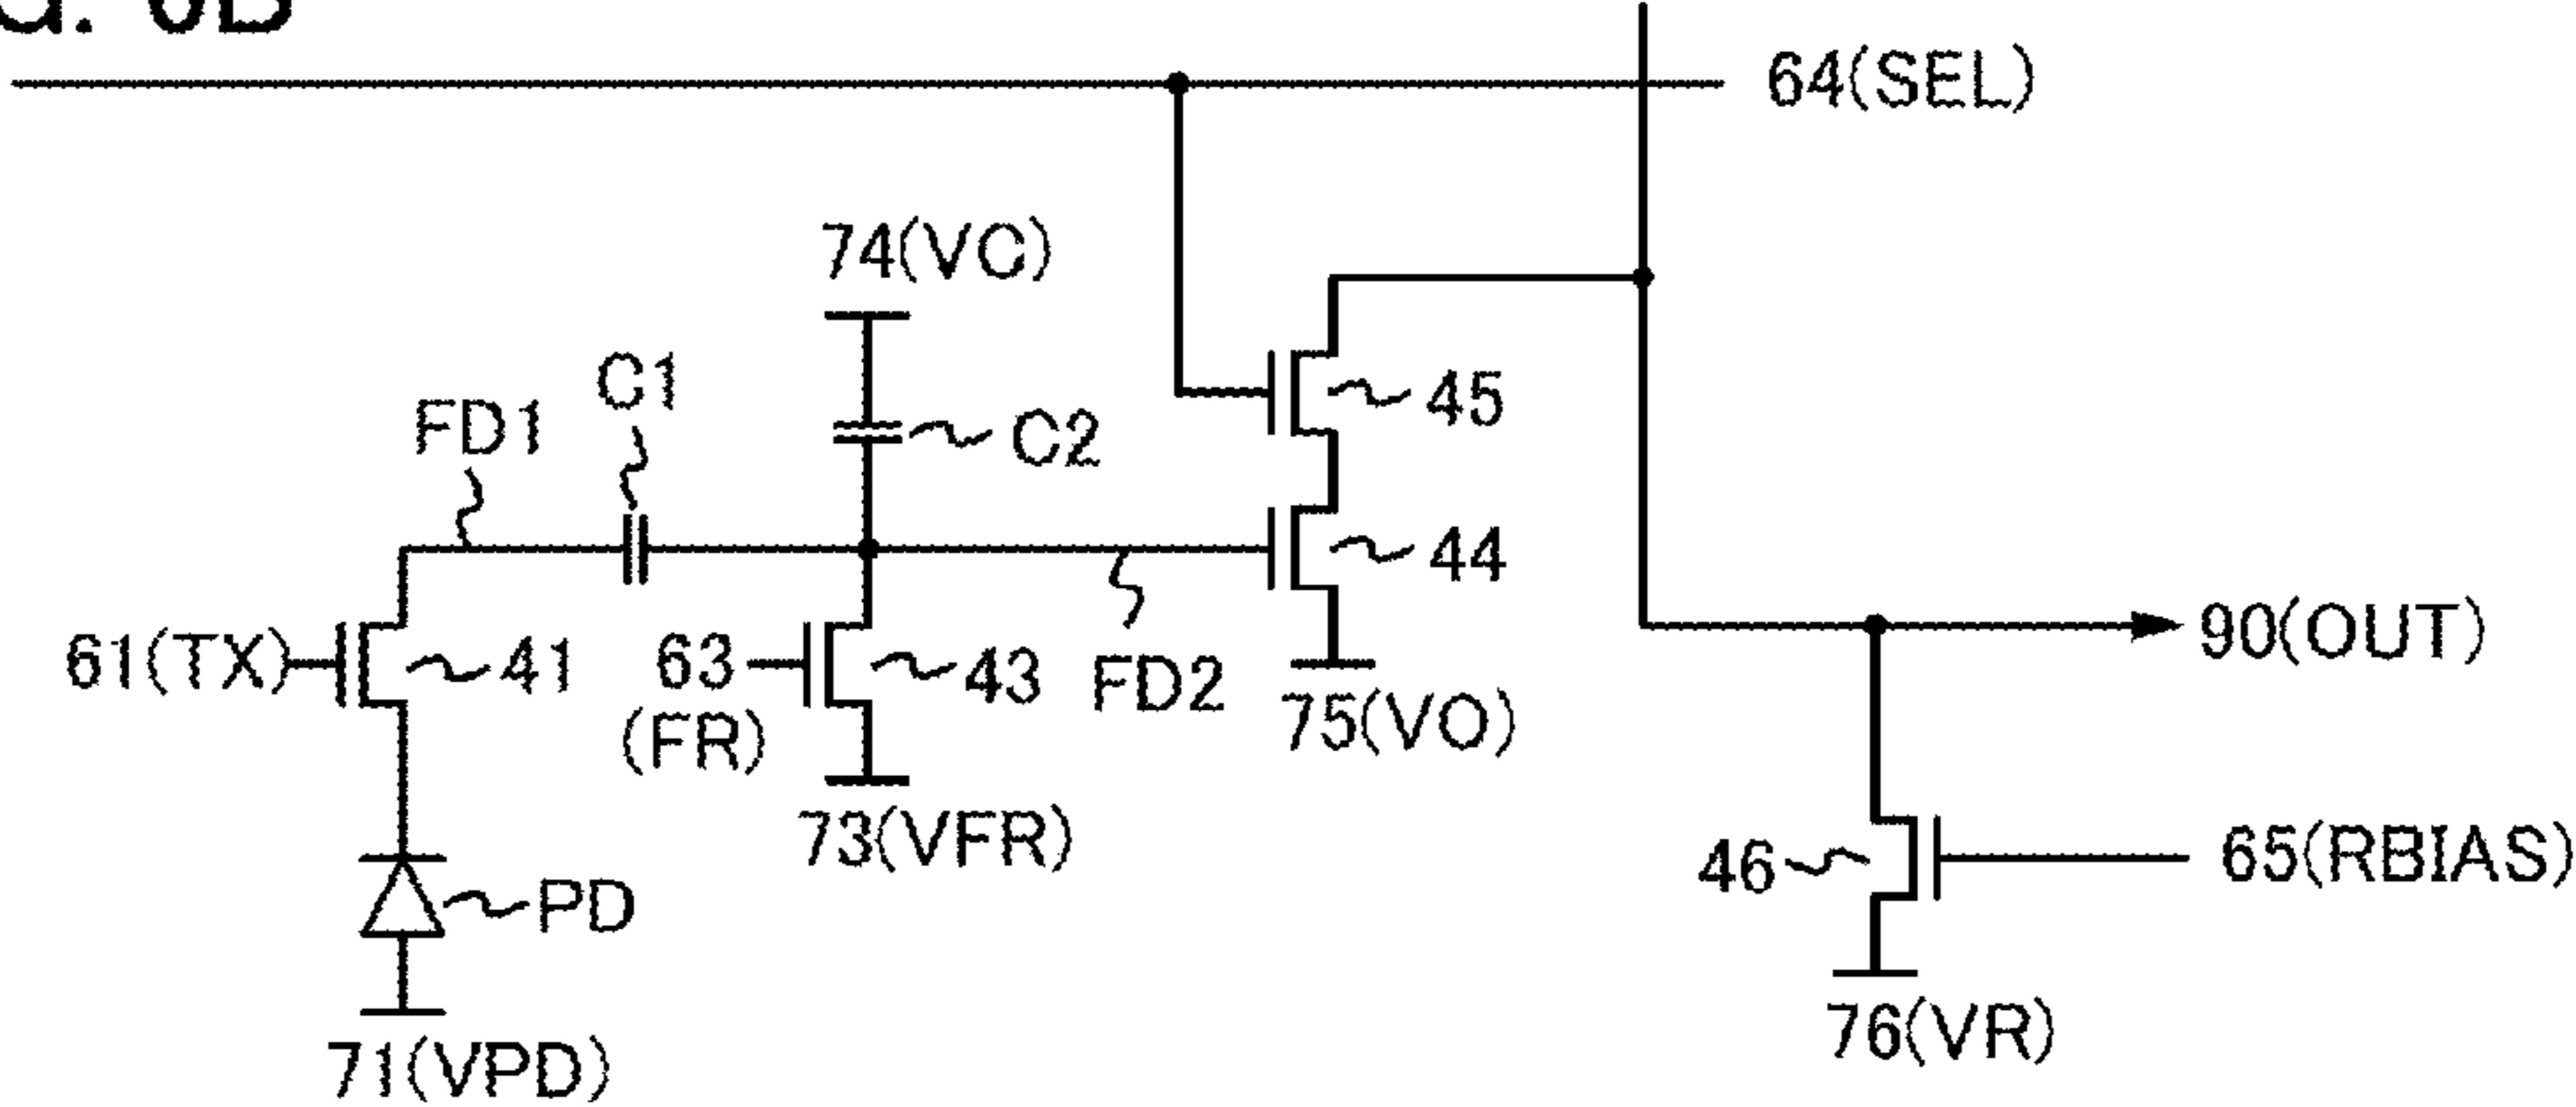 G. 6B
64(SEL)
74(VC)
C1
FD1
C2
45
44
61(TX)
41
63
(FR)
43
FD2
75(VO)
90(OUT)
73(VFR)
46
65(RBIAS)
PD
76(VR)
71(VPD)